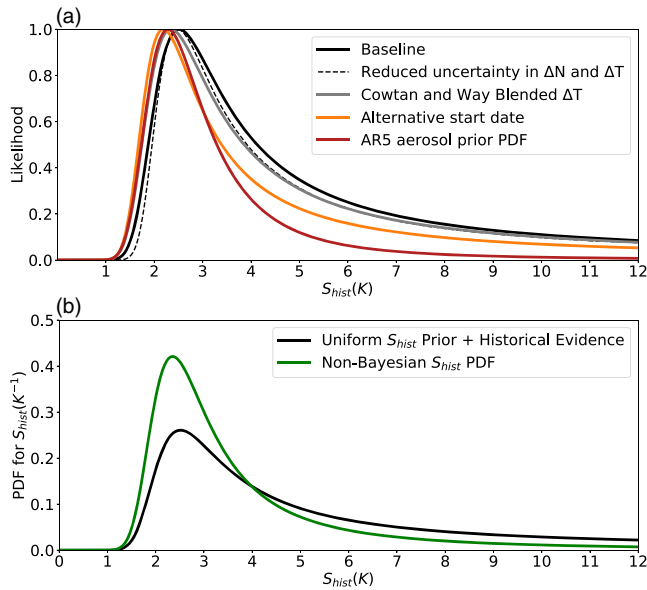 (a)
1.0
0.8
0.6
0.4
0.2
0.0
Likelihood
Baseline
Reduced uncertainty in ΔN and ΔT
Cowtan and Way Blended ΔT
Alternative start date
AR5 aerosol prior PDF
1 2 3 4 5 6 7 8 9 10 11 12
S_hist(K)
(b)
0.5
0.4
0.3
0.2
0.1
0.0
PDF for S_hist(K⁻¹)
Uniform S_hist Prior + Historical Evidence
Non-Bayesian S_hist PDF
0 1 2 3 4 5 6 7 8 9 10 11 12
S_hist(K)